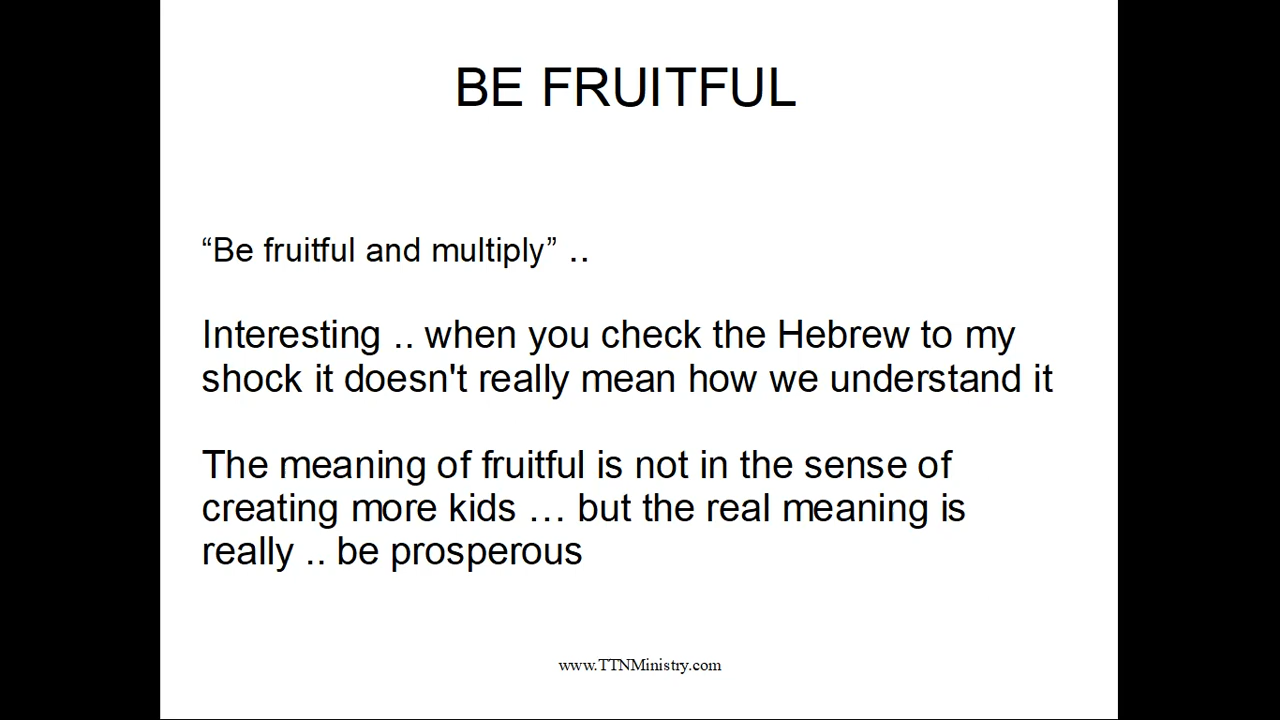 BE FRUITFUL
“Be fruitful and multiply” ..
Interesting .. when you check the Hebrew to my
shock it doesn't really mean how we understand it
The meaning of fruitful is not in the sense of
creating more kids … but the real meaning is
really .. be prosperous
www.TTNMinistry.com